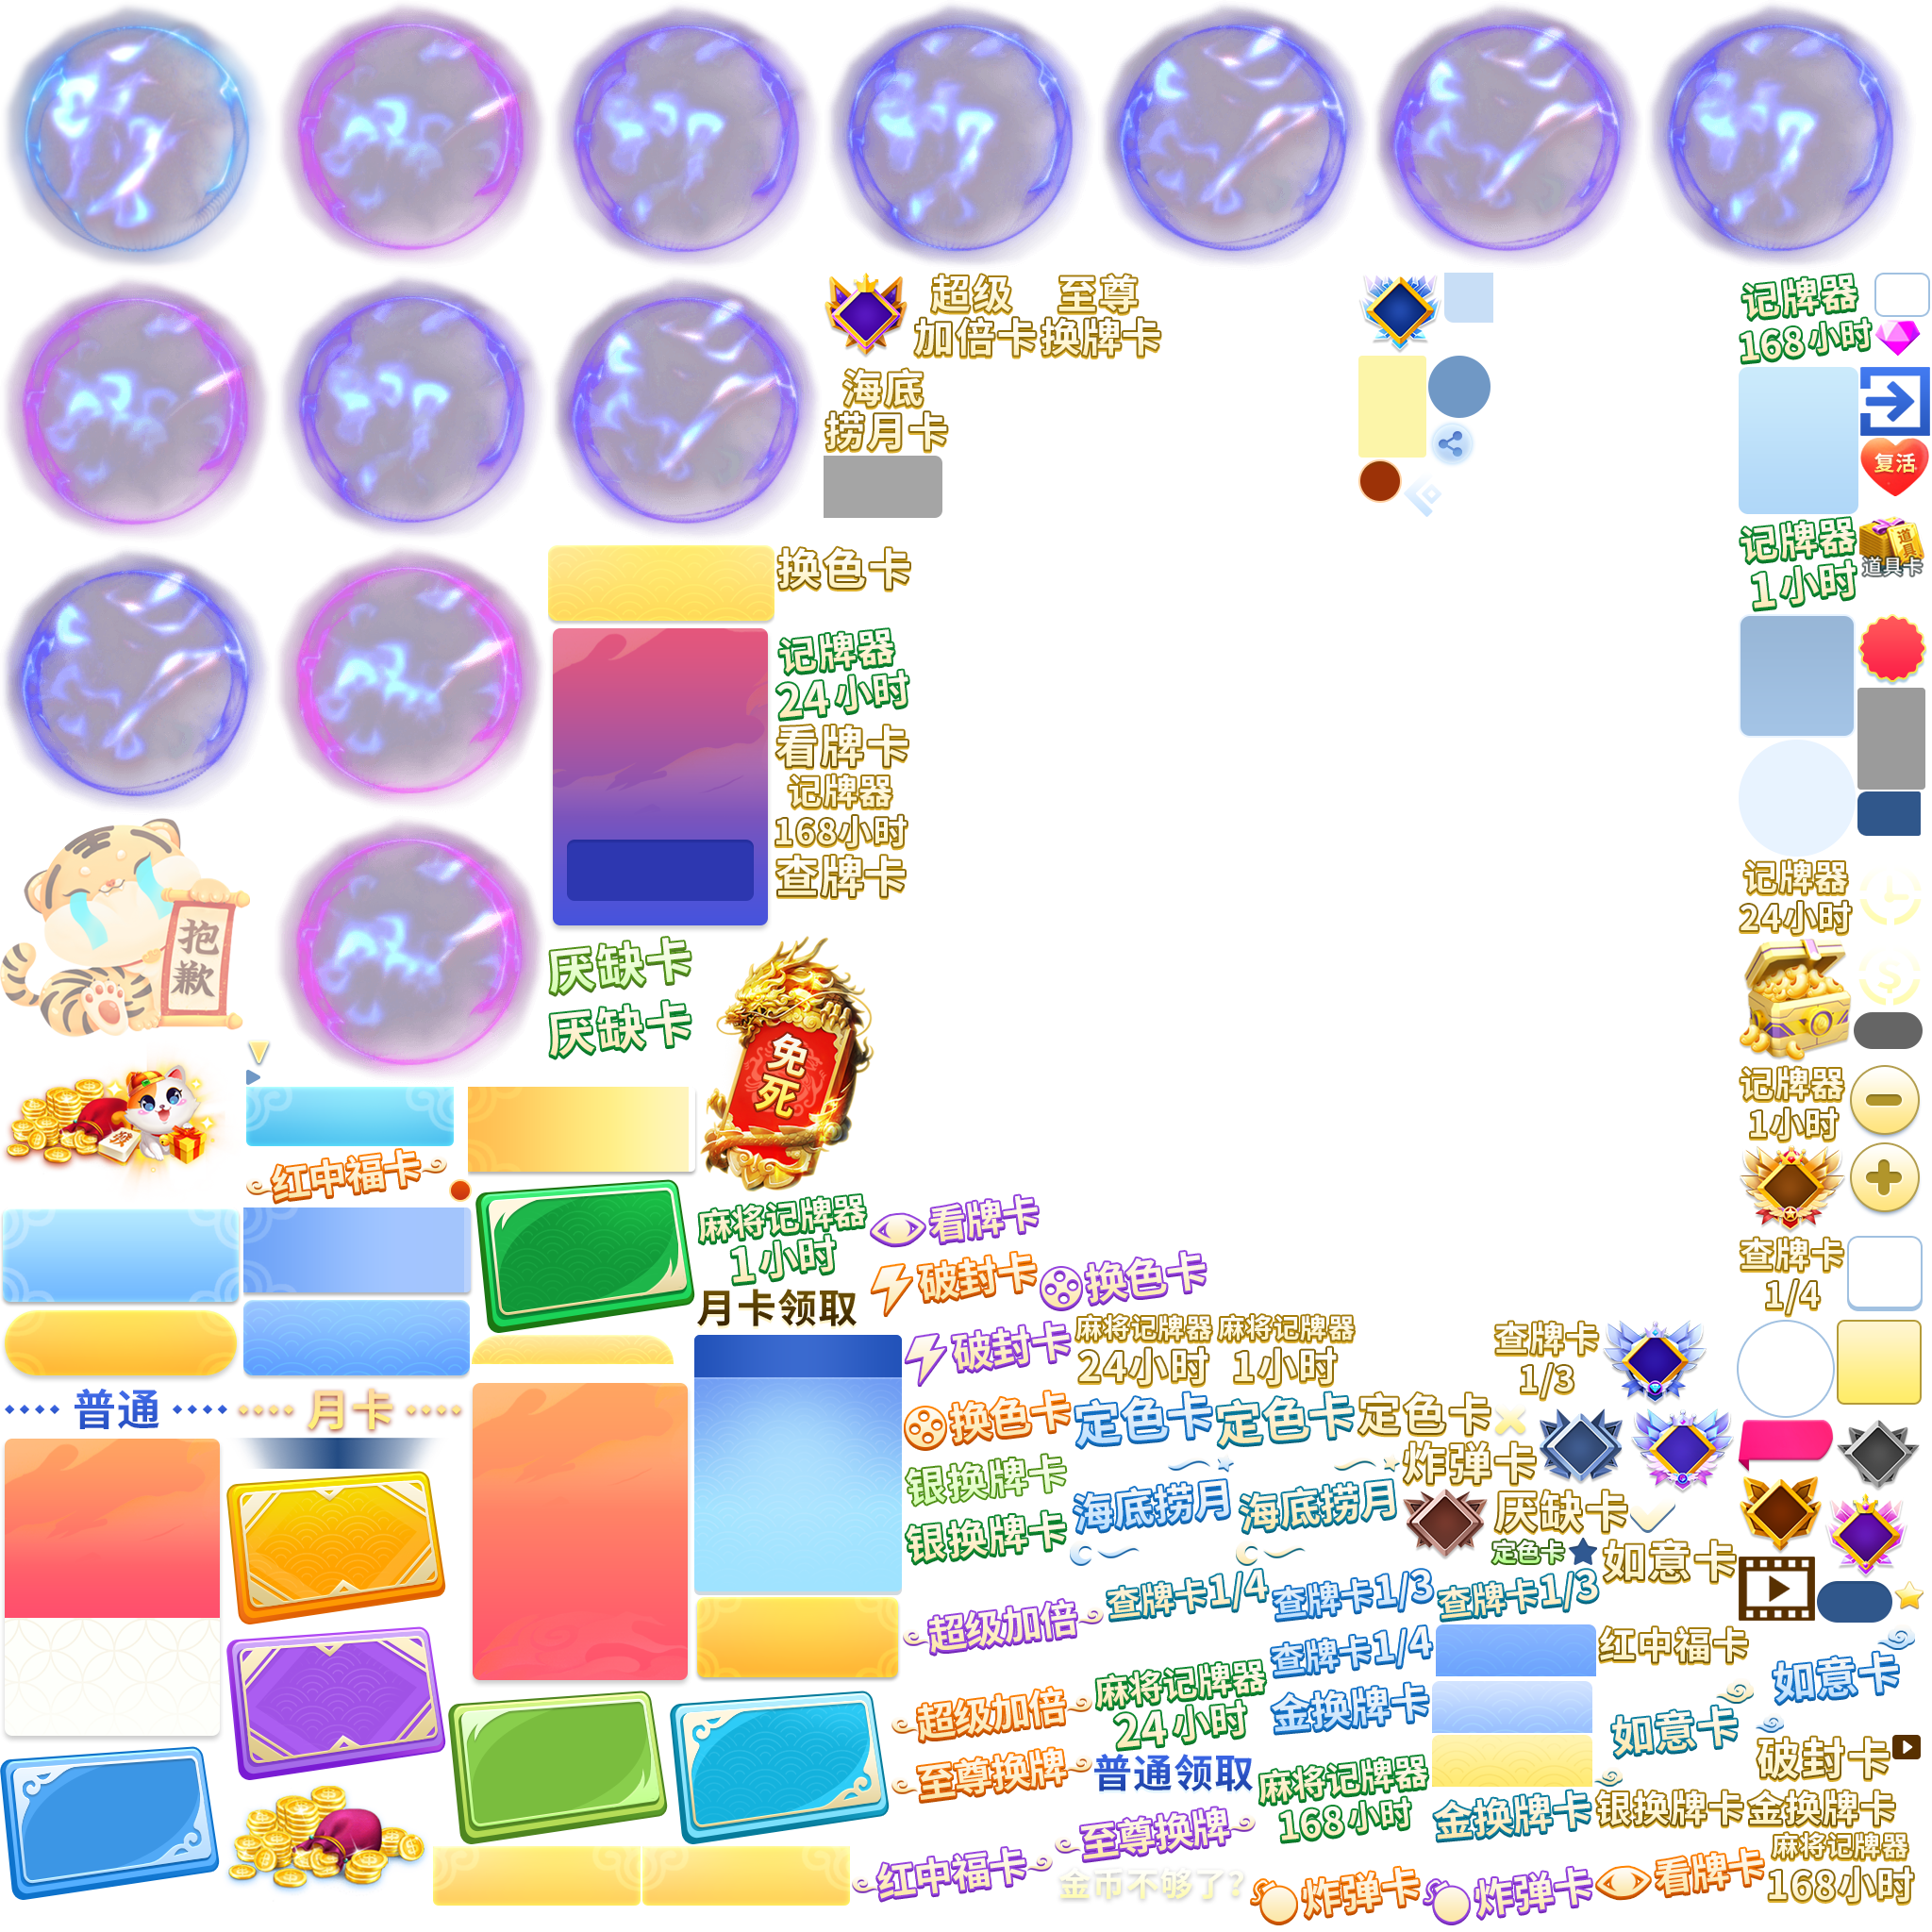 超级
加倍卡
至尊
换牌卡
记牌器
168小时
海底
捞月卡
复活
记牌器
1小时
道具
道具卡
换色卡
记牌器
24小时
看牌卡
记牌器
168小时
查牌卡
抱歉
记牌器
24小时
厌缺卡
厌缺卡
免死
记牌器
1小时
红中福卡
麻将记牌器
1小时
看牌卡
破封卡
换色卡
月卡领取
查牌卡
1/4
破封卡
麻将记牌器
24小时
麻将记牌器
1小时
查牌卡
1/3
普通
月卡
换色卡
定色卡
定色卡
定色卡
炸弹卡
银换牌卡
海底捞月
海底捞月
厌缺卡
银换牌卡
定色卡
如意卡
超级加倍
查牌卡1/4
查牌卡1/3
查牌卡1/3
查牌卡1/4
红中福卡
如意卡
超级加倍
麻将记牌器
24小时
金换牌卡
如意卡
破封卡
至尊换牌
普通领取
麻将记牌器
168小时
金换牌卡
银换牌卡
金换牌卡
至尊换牌
红中福卡
金币不够了?
炸弹卡
炸弹卡
看牌卡
麻将记牌器
168小时